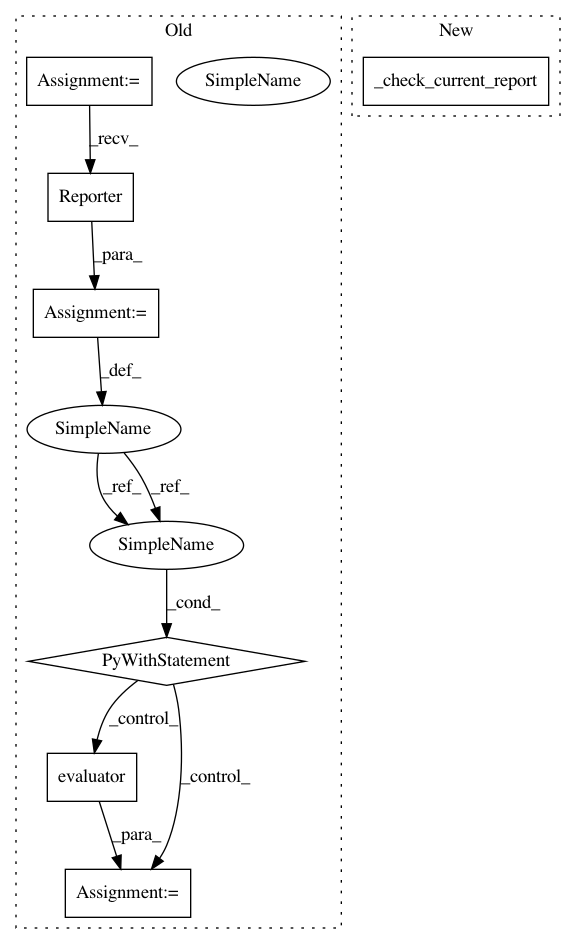 Old
New
Assignment:=
SimpleName
_check_current_report
_recv_
Reporter
_para_
Assignment:=
_def_
SimpleName
_ref_
_ref_
SimpleName
_cond_
PyWithStatement
_control_
evaluator
_control_
_para_
Assignment:=